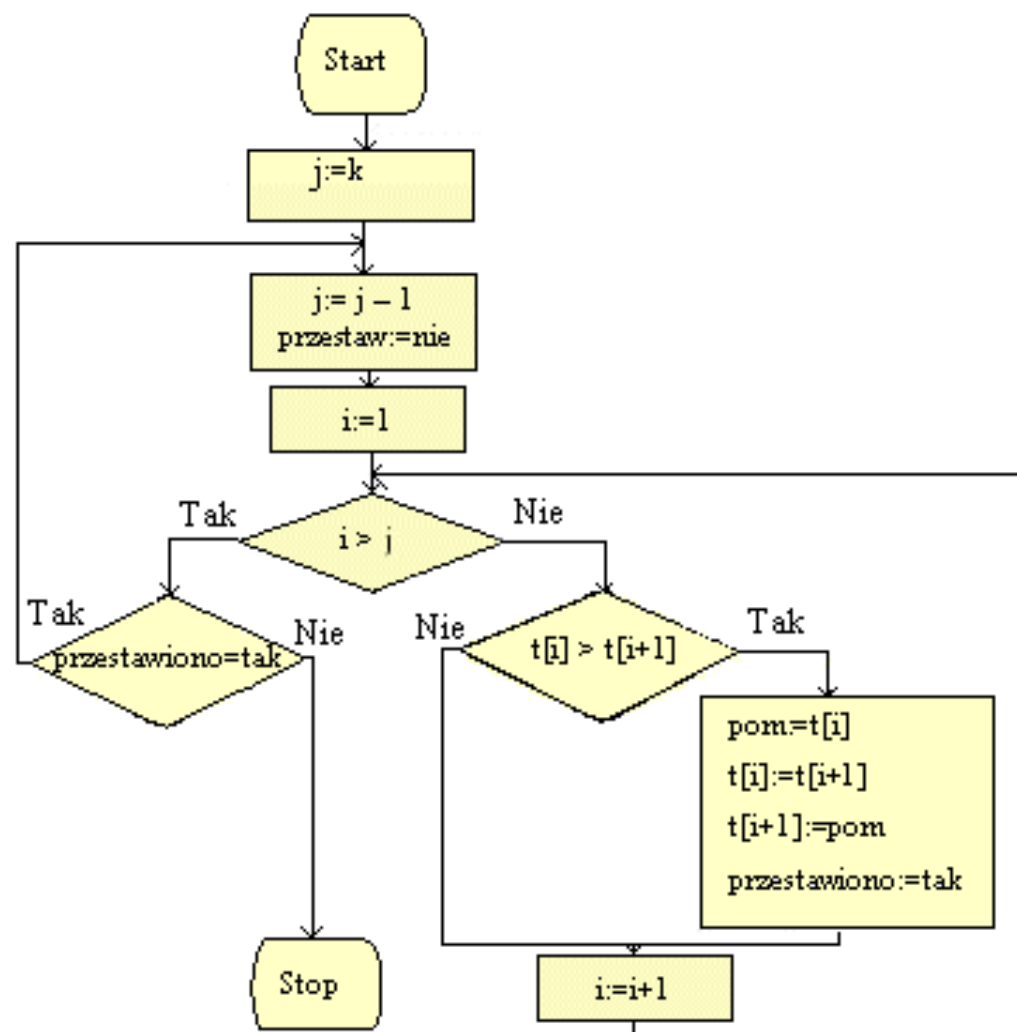 Start
j:=k
j:= j – 1
przestaw:=nie
i:=1
Tak
Nie
i > j
Tak
przestawiono=tak
Nie
Nie
t[i] > t[i+1]
Tak
pom:=t[i]
t[i]:=t[i+1]
t[i+1]:=pom
przestawiono:=tak
Stop
i:=i+1